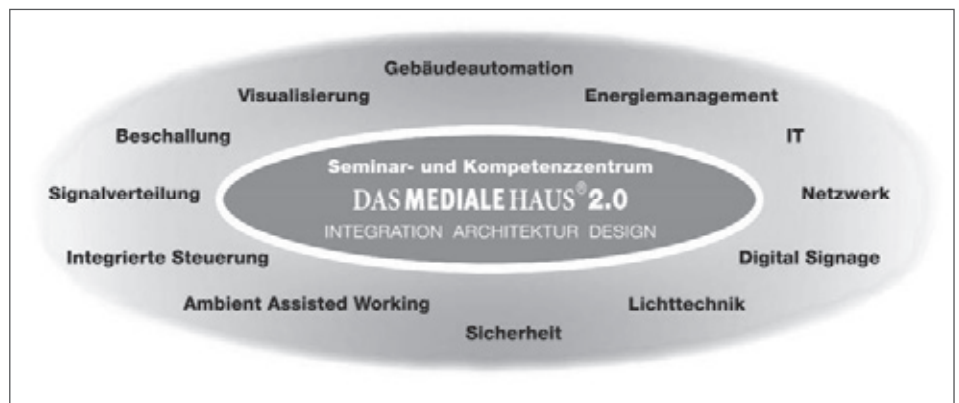 Gebäudeautomation
Visualisierung
Energiemanagement
Beschallung
IT
Seminar- und Kompetenzzentrum
Signalverteilung
DAS MEDIALE HAUS® 2.0
Netzwerk
INTEGRATION ARCHITEKTUR DESIGN
Integrierte Steuerung
Digital Signage
Ambient Assisted Working
Lichttechnik
Sicherheit